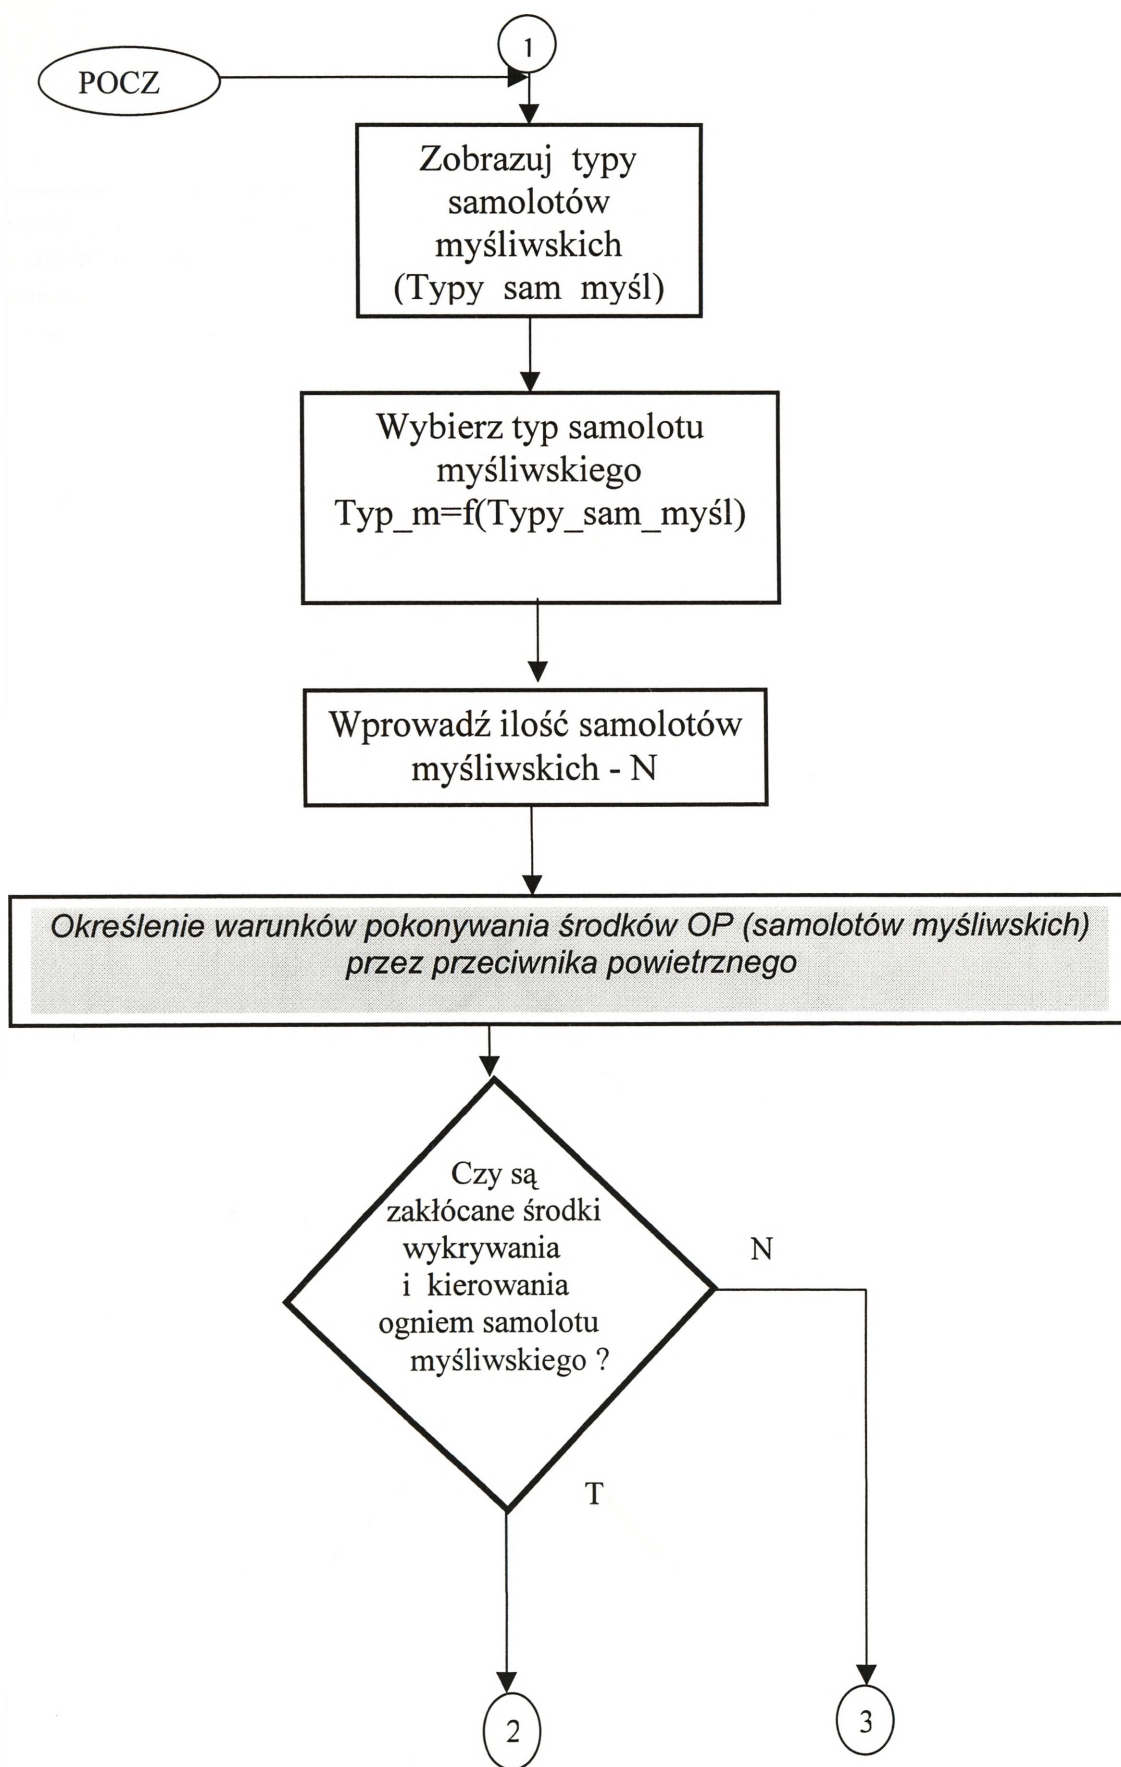 1
POCZ
Zobrazuj typy
samolotów
myśliwskich
(Typy sam myśl)
Wybierz typ samolotu
myśliwskiego
Typ_m=f(Typy_sam_myśl)
Wprowadź ilość samolotów
myśliwskich - N
Określenie warunków pokonywania środków OP (samolotów myśliwskich)
przez przeciwnika powietrznego
Czy są
zakłócane środki
wykrywania
i kierowania
ogniem samolotu
myśliwskiego ?
N
T
2
3